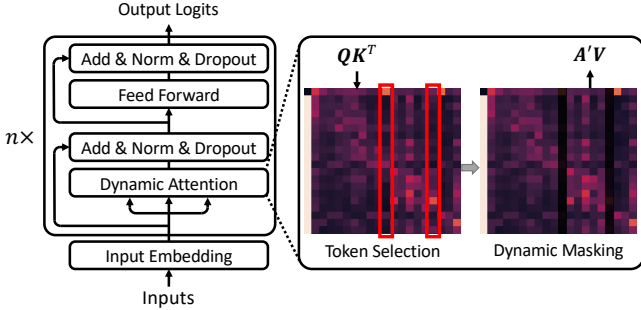 Output Logits
Add & Norm & Dropout
Feed Forward
n×
Add & Norm & Dropout
Dynamic Attention
Input Embedding
Inputs
QKᵀ
A'V
Token Selection
Dynamic Masking